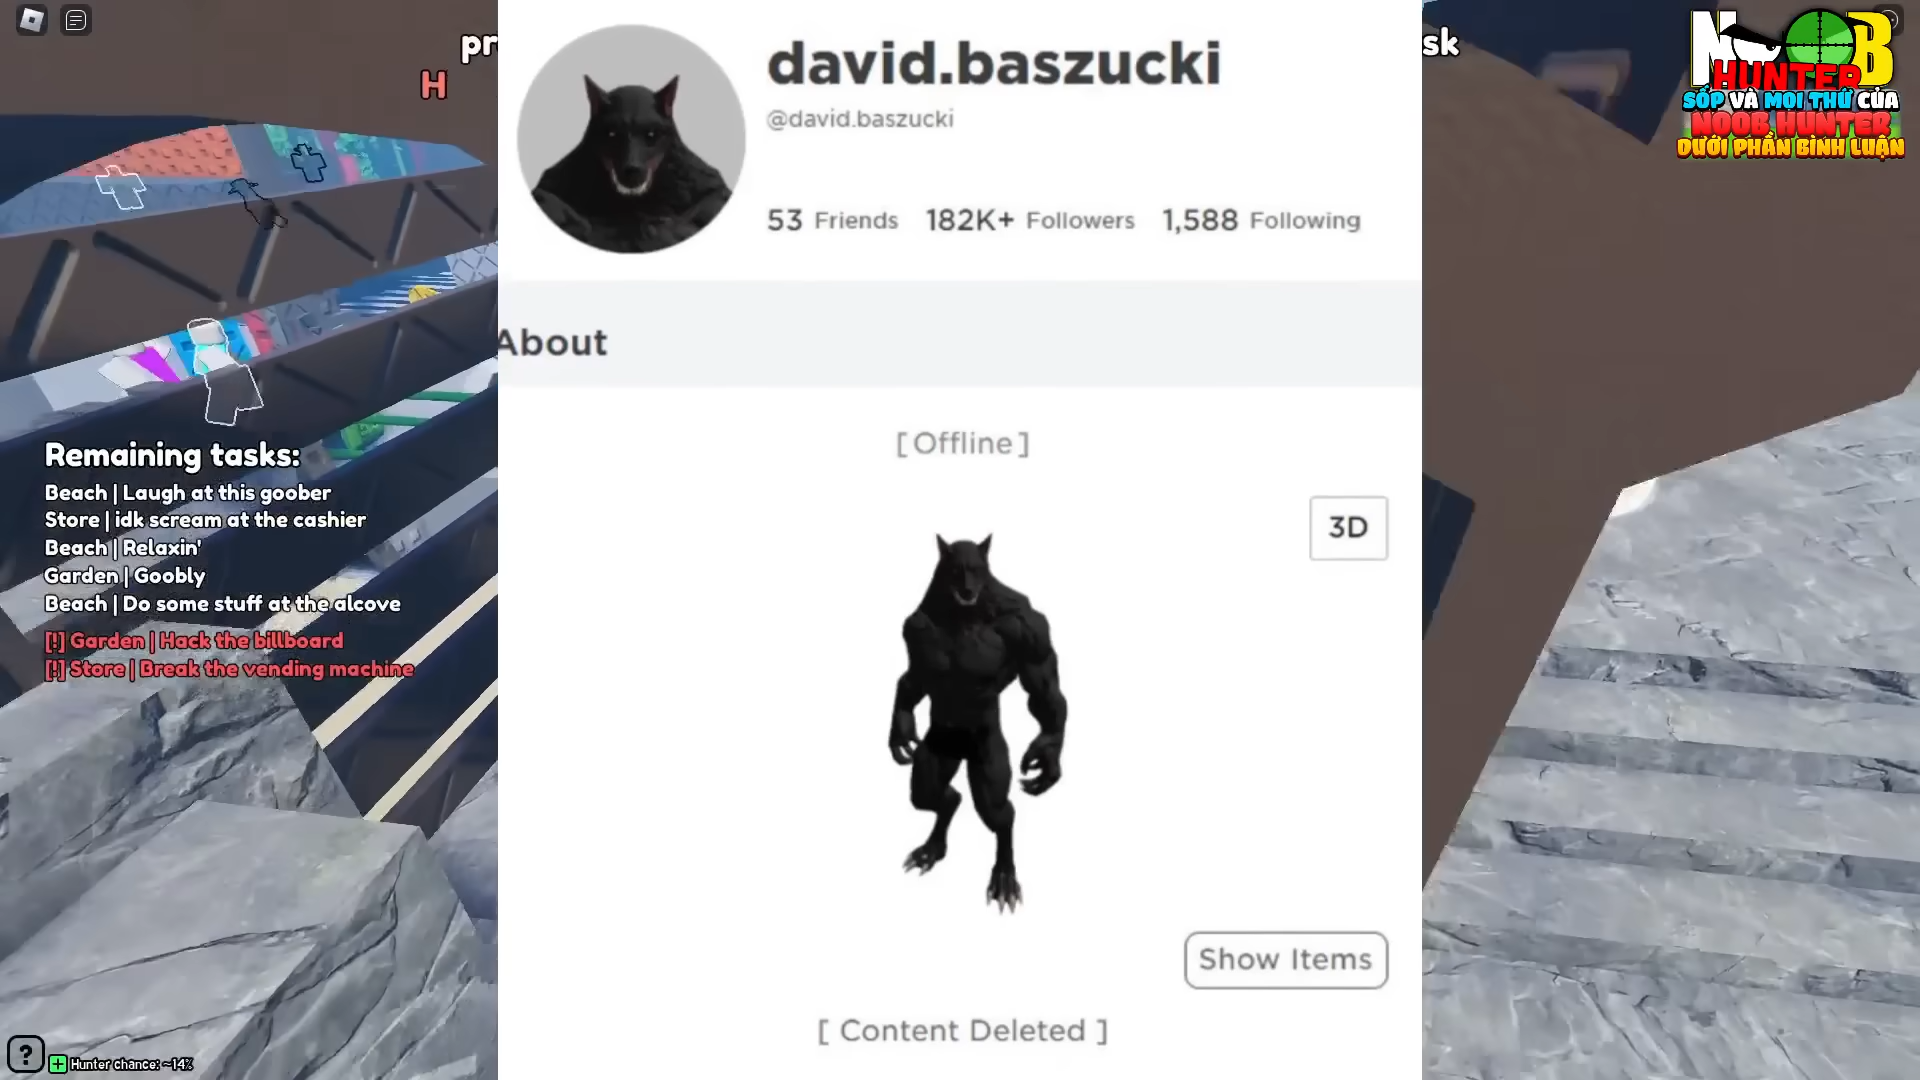 pr
H
sk
NOOB
HUNTER
SỐP VÀ MỌI THỨ CỦA
NOOB HUNTER
DƯỚI PHẦN BÌNH LUẬN
david.baszucki
@david.baszucki
53 Friends 182K+ Followers 1,588 Following
About
[ Offline ]
3D
Show Items
[ Content Deleted ]
Remaining tasks:
Beach | Laugh at this goober
Store | idk scream at the cashier
Beach | Relaxin'
Garden | Goobly
Beach | Do some stuff at the alcove
[!] Garden | Hack the billboard
[!] Store | Break the vending machine
?
+ Hunter chance: ~14%